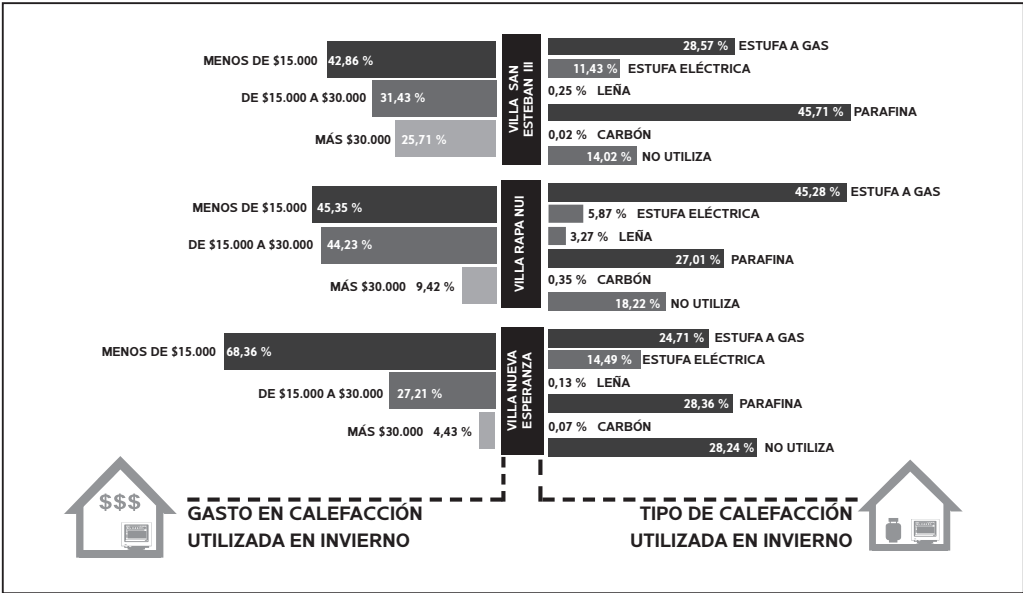 MENOS DE $15.000 42,86 %
DE $15.000 A $30.000 31,43 %
MÁS $30.000 25,71 %
VILLA SAN
ESTEBAN III
28,57 % ESTUFA A GAS
11,43 % ESTUFA ELÉCTRICA
0,25 % LEÑA
45,71 % PARAFINA
0,02 % CARBÓN
14,02 % NO UTILIZA
MENOS DE $15.000 45,35 %
DE $15.000 A $30.000 44,23 %
MÁS $30.000 9,42 %
VILLA RAPA NUI
45,28 % ESTUFA A GAS
5,87 % ESTUFA ELÉCTRICA
3,27 % LEÑA
27,01 % PARAFINA
0,35 % CARBÓN
18,22 % NO UTILIZA
MENOS DE $15.000 68,36 %
DE $15.000 A $30.000 27,21 %
MÁS $30.000 4,43 %
VILLA NUEVA
ESPERANZA
24,71 % ESTUFA A GAS
14,49 % ESTUFA ELÉCTRICA
0,13 % LEÑA
28,36 % PARAFINA
0,07 % CARBÓN
28,24 % NO UTILIZA
$$$
GASTO EN CALEFACCIÓN
UTILIZADA EN INVIERNO
TIPO DE CALEFACCIÓN
UTILIZADA EN INVIERNO